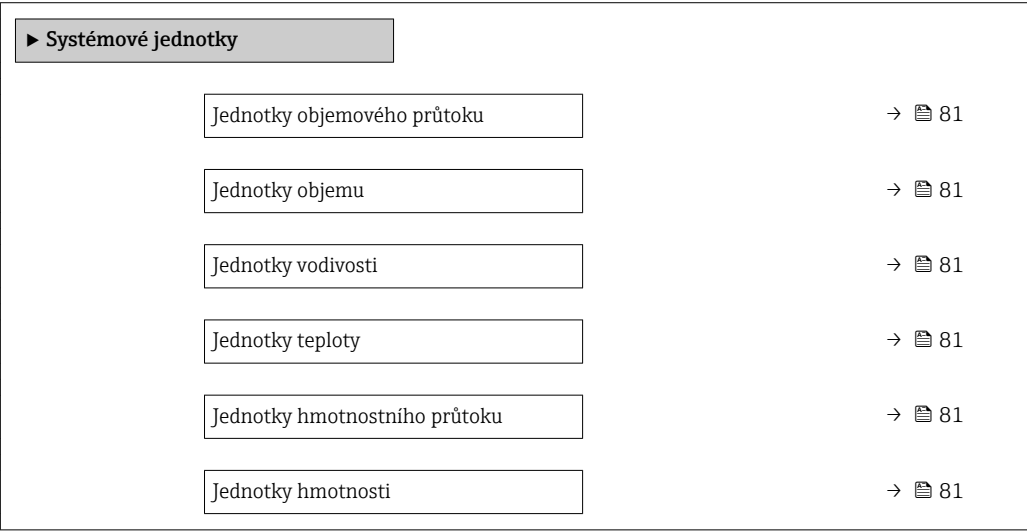 ► Systémové jednotky
Jednotky objemového průtoku → 81
Jednotky objemu → 81
Jednotky vodivosti → 81
Jednotky teploty → 81
Jednotky hmotnostního průtoku → 81
Jednotky hmotnosti → 81